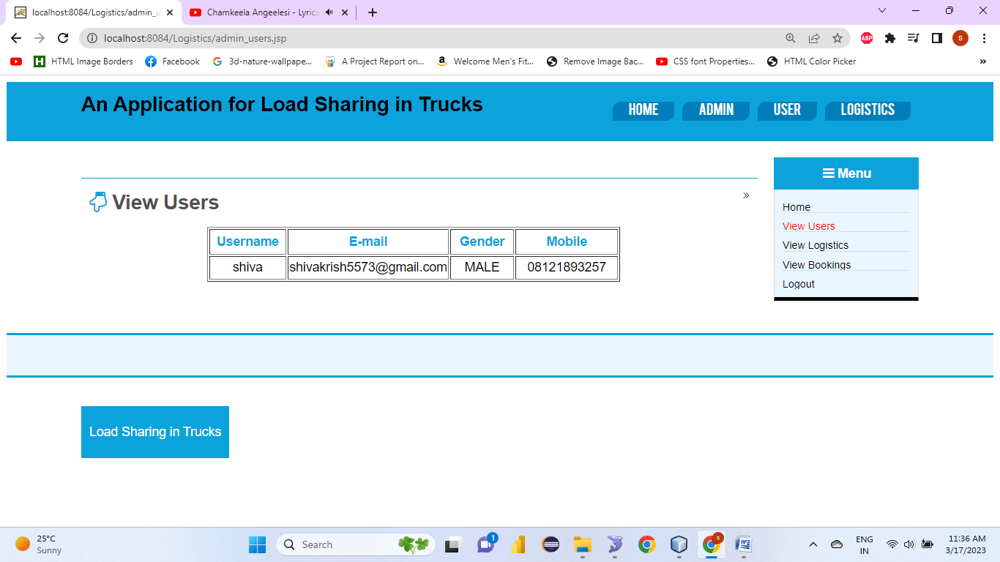 localhost:8084/Logistics/admin_u
Chamkeela Angeelesi - Lyrica
localhost:8084/Logistics/admin_users.jsp
ABP
S
HTML Image Borders
Facebook
3d-nature-wallpape...
A Project Report on...
Welcome Men's Fit...
Remove Image Bac...
CSS font Properties...
HTML Color Picker
»
An Application for Load Sharing in Trucks
HOME ADMIN USER LOGISTICS
View Users
»
Username E-mail Gender Mobile
shiva shivakrish5573@gmail.com MALE 08121893257
Menu
Home
View Users
View Logistics
View Bookings
Logout
Load Sharing in Trucks
25°C
Sunny
Search
1
S
ENG
IN
11:36 AM
3/17/2023